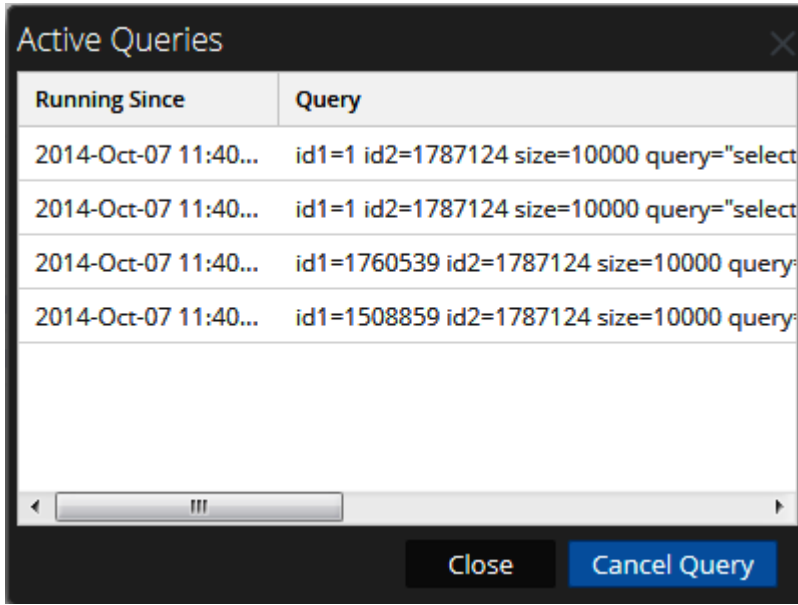 Active Queries
Running Since Query
2014-Oct-07 11:40... id1=1 id2=1787124 size=10000 query="select
2014-Oct-07 11:40... id1=1 id2=1787124 size=10000 query="select
2014-Oct-07 11:40... id1=1760539 id2=1787124 size=10000 query=
2014-Oct-07 11:40... id1=1508859 id2=1787124 size=10000 query=
Close Cancel Query